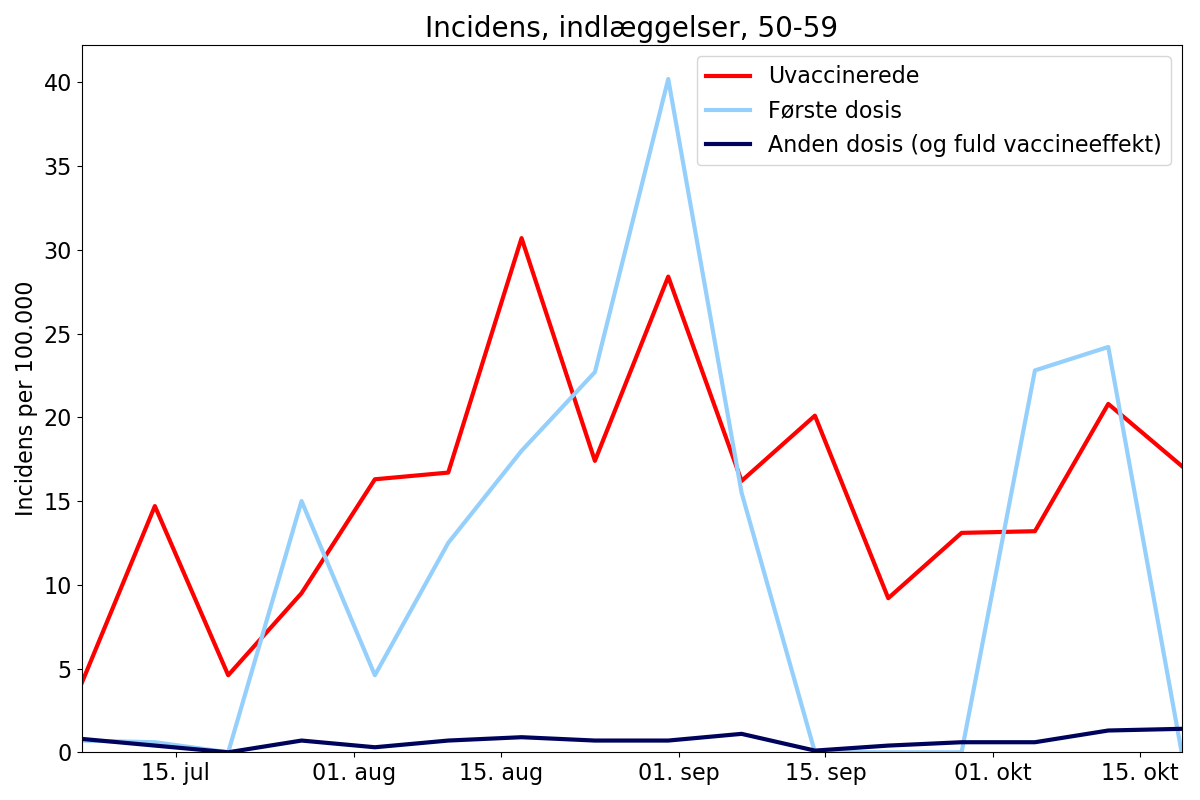 Incidens, indlæggelser, 50-59
Uvaccinerede
Første dosis
Anden dosis (og fuld vaccineeffekt)
Incidens per 100.000
40
35
30
25
20
15
10
5
0
15. jul
01. aug
15. aug
01. sep
15. sep
01. okt
15. okt